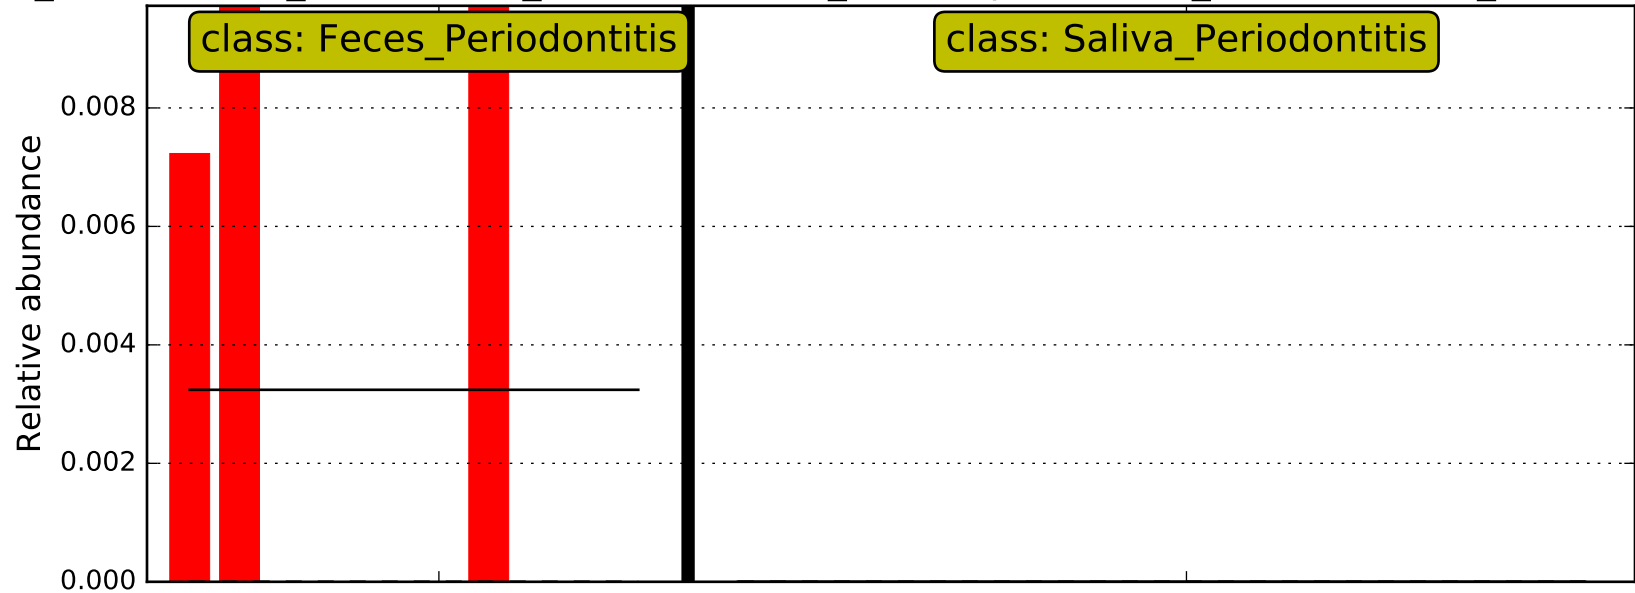 class: Feces_Periodontitis
class: Saliva_Periodontitis
0.008
0.006
0.004
0.002
0.000
Relative abundance